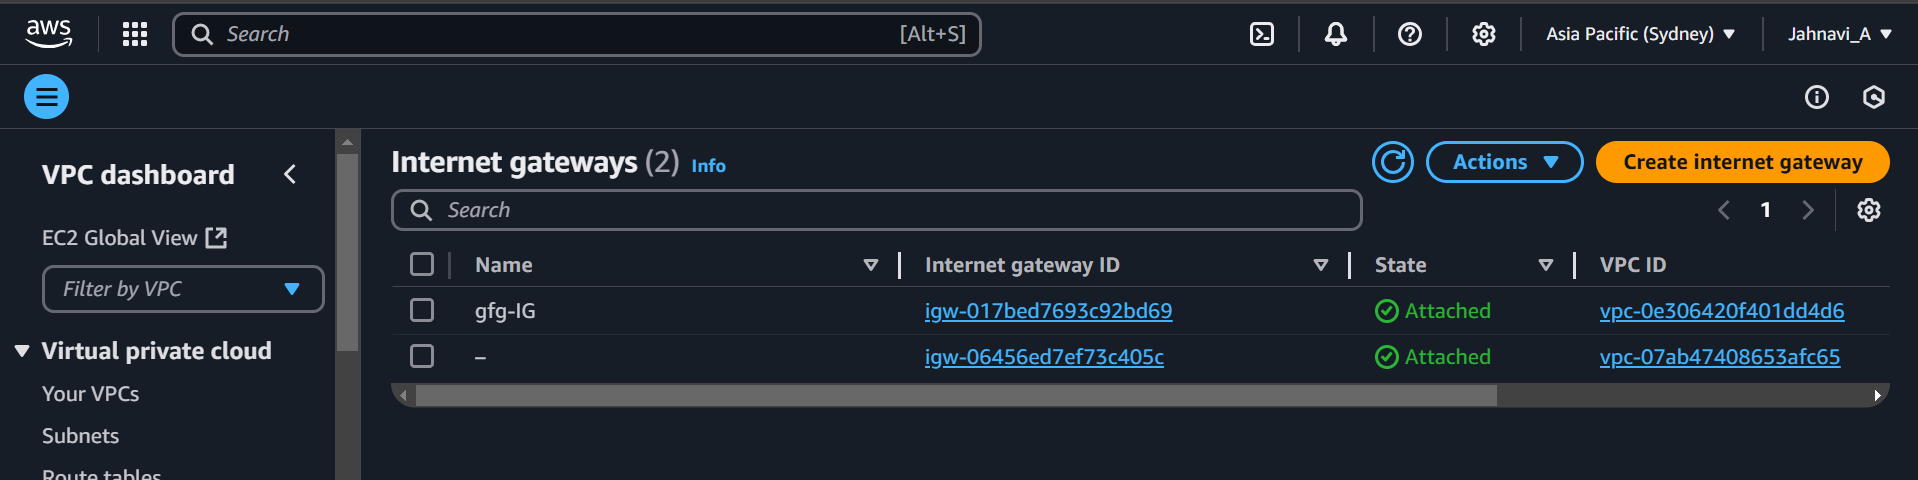 aws Search [Alt+S] Asia Pacific (Sydney) Jahnavi_A
VPC dashboard
EC2 Global View
Filter by VPC
Virtual private cloud
Your VPCs
Subnets
Route tables
Internet gateways (2) Info Actions Create internet gateway
Search 1
Name Internet gateway ID State VPC ID
gfg-IG igw-017bed7693c92bd69 Attached vpc-0e306420f401dd4d6
– igw-06456ed7ef73c405c Attached vpc-07ab47408653afc65